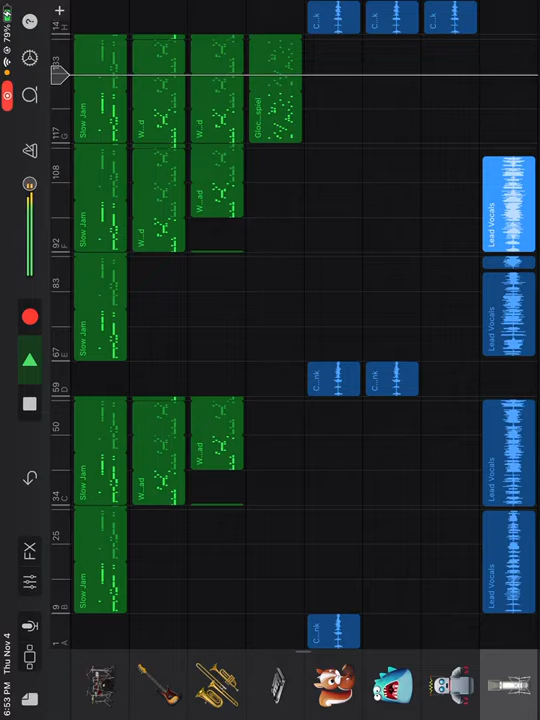 6:53 PM Thu Nov 4
79%
FX
?
+
1 9 25 34 50 59 67 83 92 108 117 133 14
A B C D E F G H
Slow Jam Slow Jam Slow Jam Slow Jam Slow Jam
W...ad W...d W...d
W...ad W...ad W...d
Gloc...spiel
C...nk C...nk C...k
C...nk C...k
C...k
Lead Vocals Lead Vocals Lead Vocals Lead Vocals